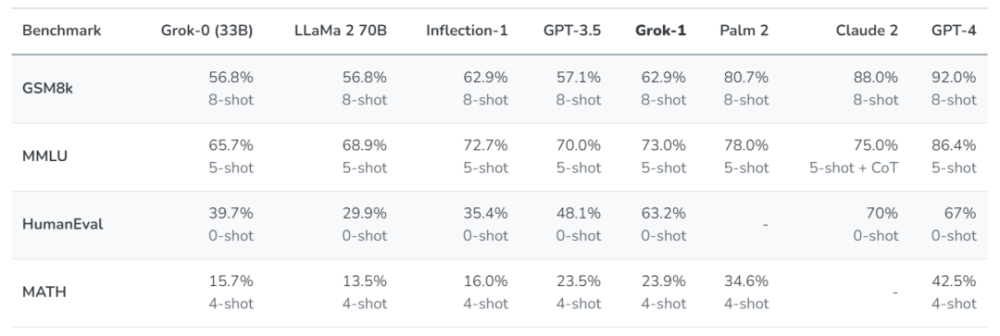 Benchmark Grok-0 (33B) LLaMa 2 70B Inflection-1 GPT-3.5 Grok-1 Palm 2 Claude 2 GPT-4
GSM8k 56.8% 56.8% 62.9% 57.1% 62.9% 80.7% 88.0% 92.0%
8-shot 8-shot 8-shot 8-shot 8-shot 8-shot 8-shot 8-shot
MMLU 65.7% 68.9% 72.7% 70.0% 73.0% 78.0% 75.0% 86.4%
5-shot 5-shot 5-shot 5-shot 5-shot 5-shot 5-shot + CoT 5-shot
HumanEval 39.7% 29.9% 35.4% 48.1% 63.2% - 70% 67%
0-shot 0-shot 0-shot 0-shot 0-shot 0-shot 0-shot
MATH 15.7% 13.5% 16.0% 23.5% 23.9% 34.6% - 42.5%
4-shot 4-shot 4-shot 4-shot 4-shot 4-shot 4-shot